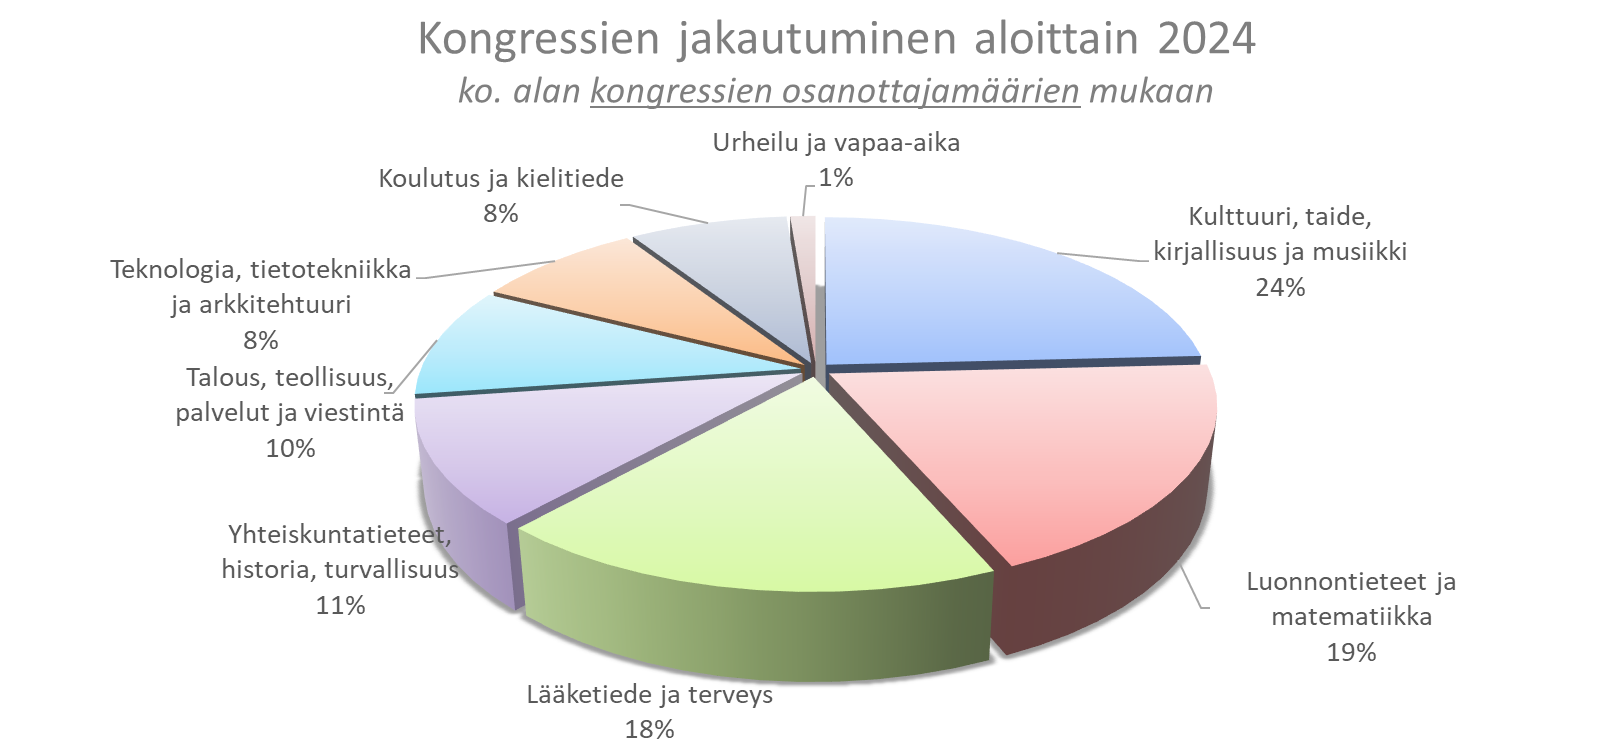 Kongressien jakautuminen aloittain 2024
ko. alan kongressien osanottajamäärien mukaan
Urheilu ja vapaa-aika
1%
Koulutus ja kielitiede
8%
Kulttuuri, taide,
kirjallisuus ja musiikki
24%
Teknologia, tietotekniikka
ja arkkitehtuuri
8%
Talous, teollisuus,
palvelut ja viestintä
10%
Yhteiskuntatieteet,
historia, turvallisuus
11%
Luonnontieteet ja
matematiikka
19%
Lääketiede ja terveys
18%